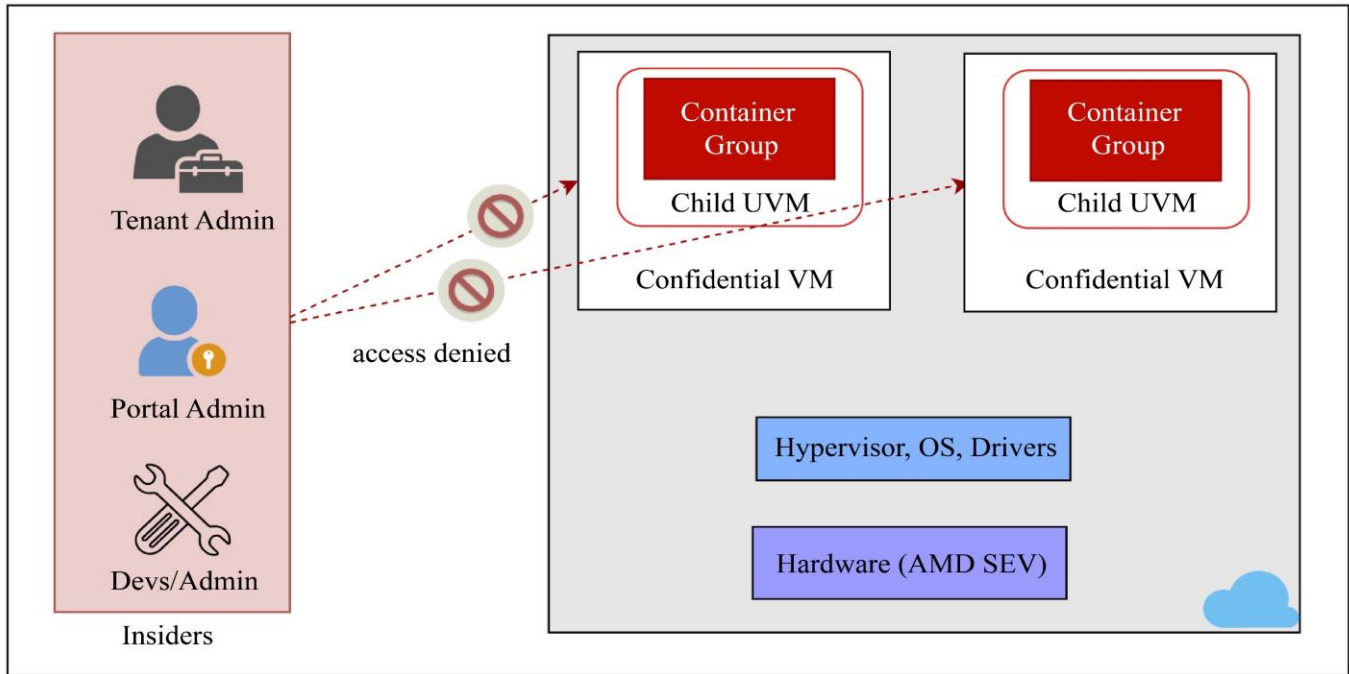 Tenant Admin
Portal Admin
Devs/Admin
Insiders
access denied
Container
Group
Child UVM
Confidential VM
Container
Group
Child UVM
Confidential VM
Hypervisor, OS, Drivers
Hardware (AMD SEV)